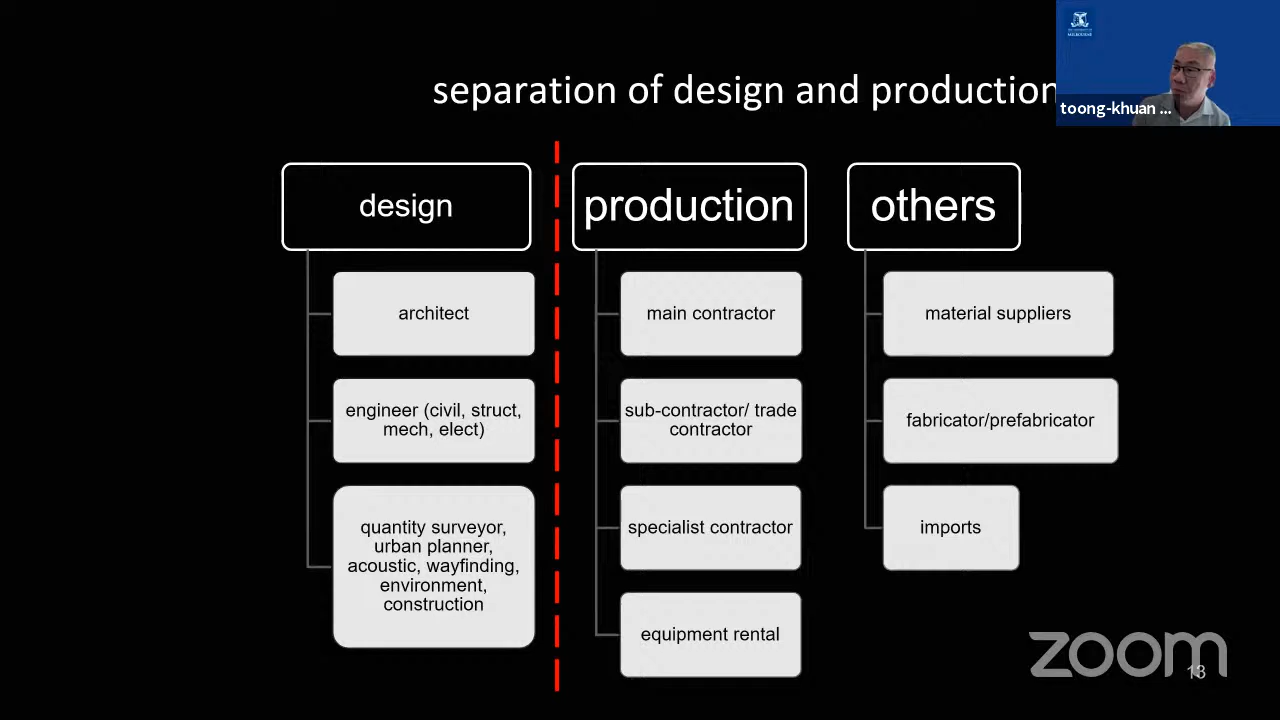 separation of design and production
MELBOURNE
toong-khuan ...
design
production
others
architect
main contractor
material suppliers
engineer (civil, struct,
mech, elect)
sub-contractor/ trade
contractor
fabricator/prefabricator
quantity surveyor,
urban planner,
acoustic, wayfinding,
environment,
construction
specialist contractor
imports
equipment rental
zoom
13